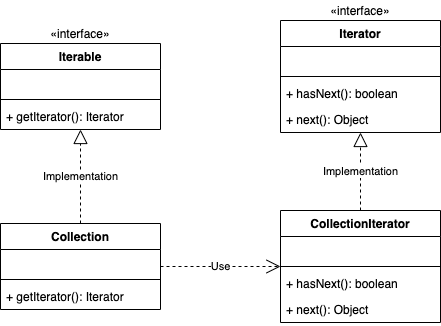 «interface»
Iterable
+ getIterator(): Iterator
Implementation
Collection
+ getIterator(): Iterator
Use
«interface»
Iterator
+ hasNext(): boolean
+ next(): Object
Implementation
CollectionIterator
+ hasNext(): boolean
+ next(): Object